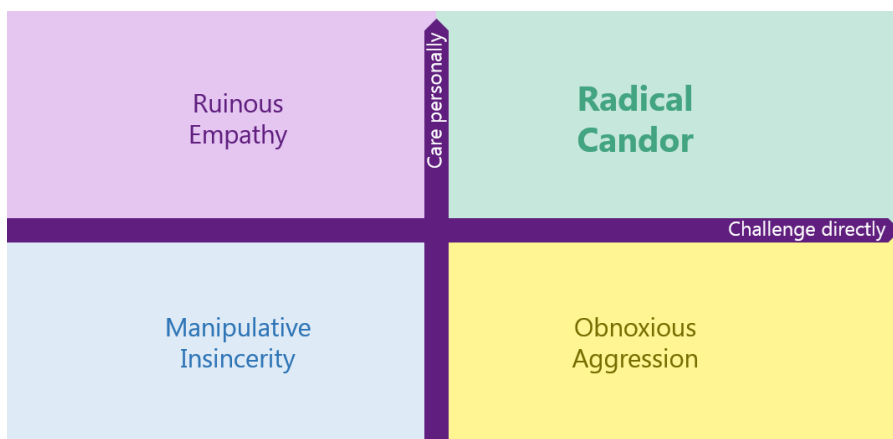 Ruinous
Empathy
Care personally
Radical
Candor
Challenge directly
Manipulative
Insincerity
Obnoxious
Aggression